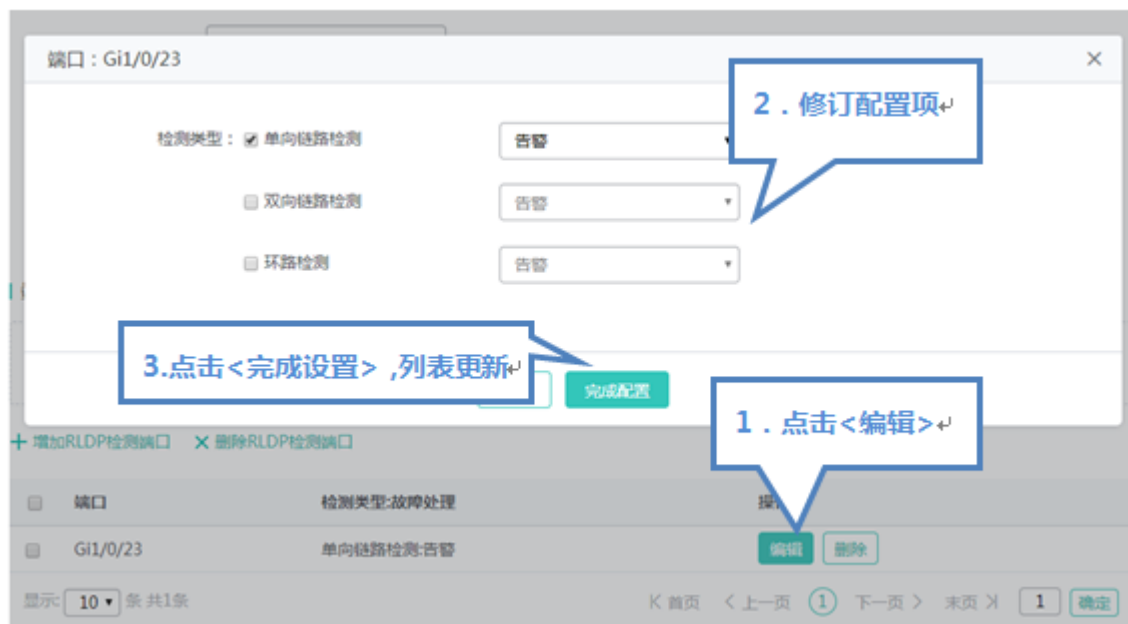 端口：Gi1/0/23 ×
2．修订配置项
检测类型： 单向链路检测 告警
双向链路检测 告警
环路检测 告警
3.点击<完成设置>,列表更新
完成配置
1．点击<编辑>
增加RLDP检测端口 删除RLDP检测端口
端口 检测类型:故障处理
Gi1/0/23 单向链路检测:告警 编辑 删除
显示: 10 条 共1条 首页 上一页 1 下一页 末页 1 确定